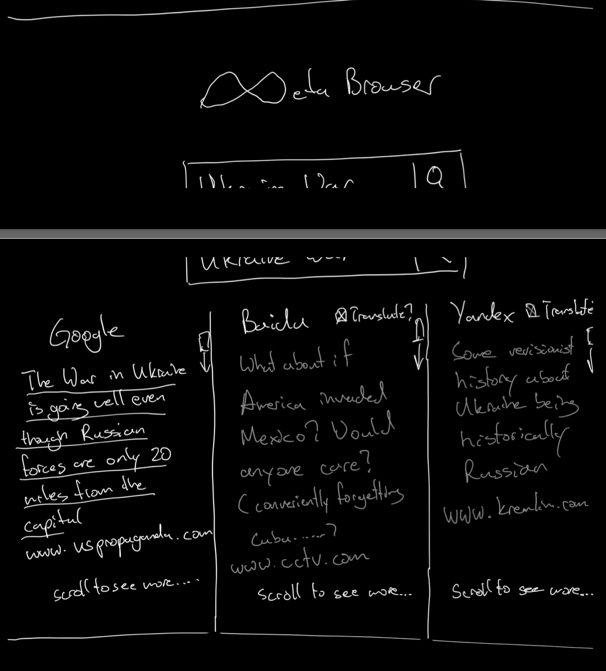 Meta Browser
Ukraine War
Ukraine War
Google
The War in Ukraine
is going well even
though Russian
forces are only 20
miles from the
capital
www.uspropaganda.com
scroll to see more.....
Baidu Translate?
What about if
America invaded
Mexico? Would
anyone care?
(conveniently forgetting
Cuba......?
www.cctv.com
scroll to see more...
Yandex Translate
Some revisionist
history about
Ukraine being
historically
Russian
www.kremlin.com
Scroll to see more...